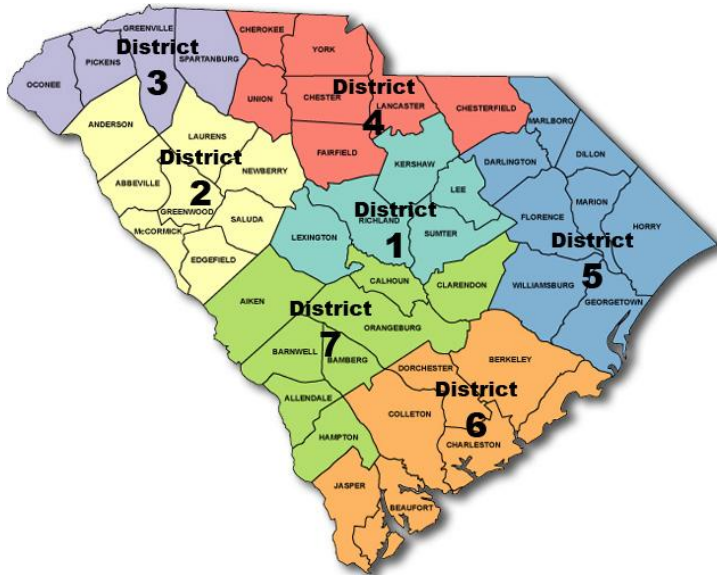 GREENVILLE
CHEROKEE
YORK
District
3
PICKENS
SPARTANBURG
OCONEE
UNION
CHESTER
District
4
LANCASTER
CHESTERFIELD
MARLBORO
ANDERSON
LAURENS
FAIRFIELD
KERSHAW
DARLINGTON
DILLON
District
2
NEWBERRY
ABBEVILLE
GREENWOOD
LEE
MARION
McCORMICK
SALUDA
District
1
RICHLAND
FLORENCE
HORRY
LEXINGTON
SUMTER
EDGEFIELD
District
5
CALHOUN
CLARENDON
WILLIAMSBURG
GEORGETOWN
AIKEN
District
7
ORANGEBURG
BARNWELL
BAMBERG
BERKELEY
DORCHESTER
District
6
ALLENDALE
COLLETON
CHARLESTON
HAMPTON
JASPER
BEAUFORT